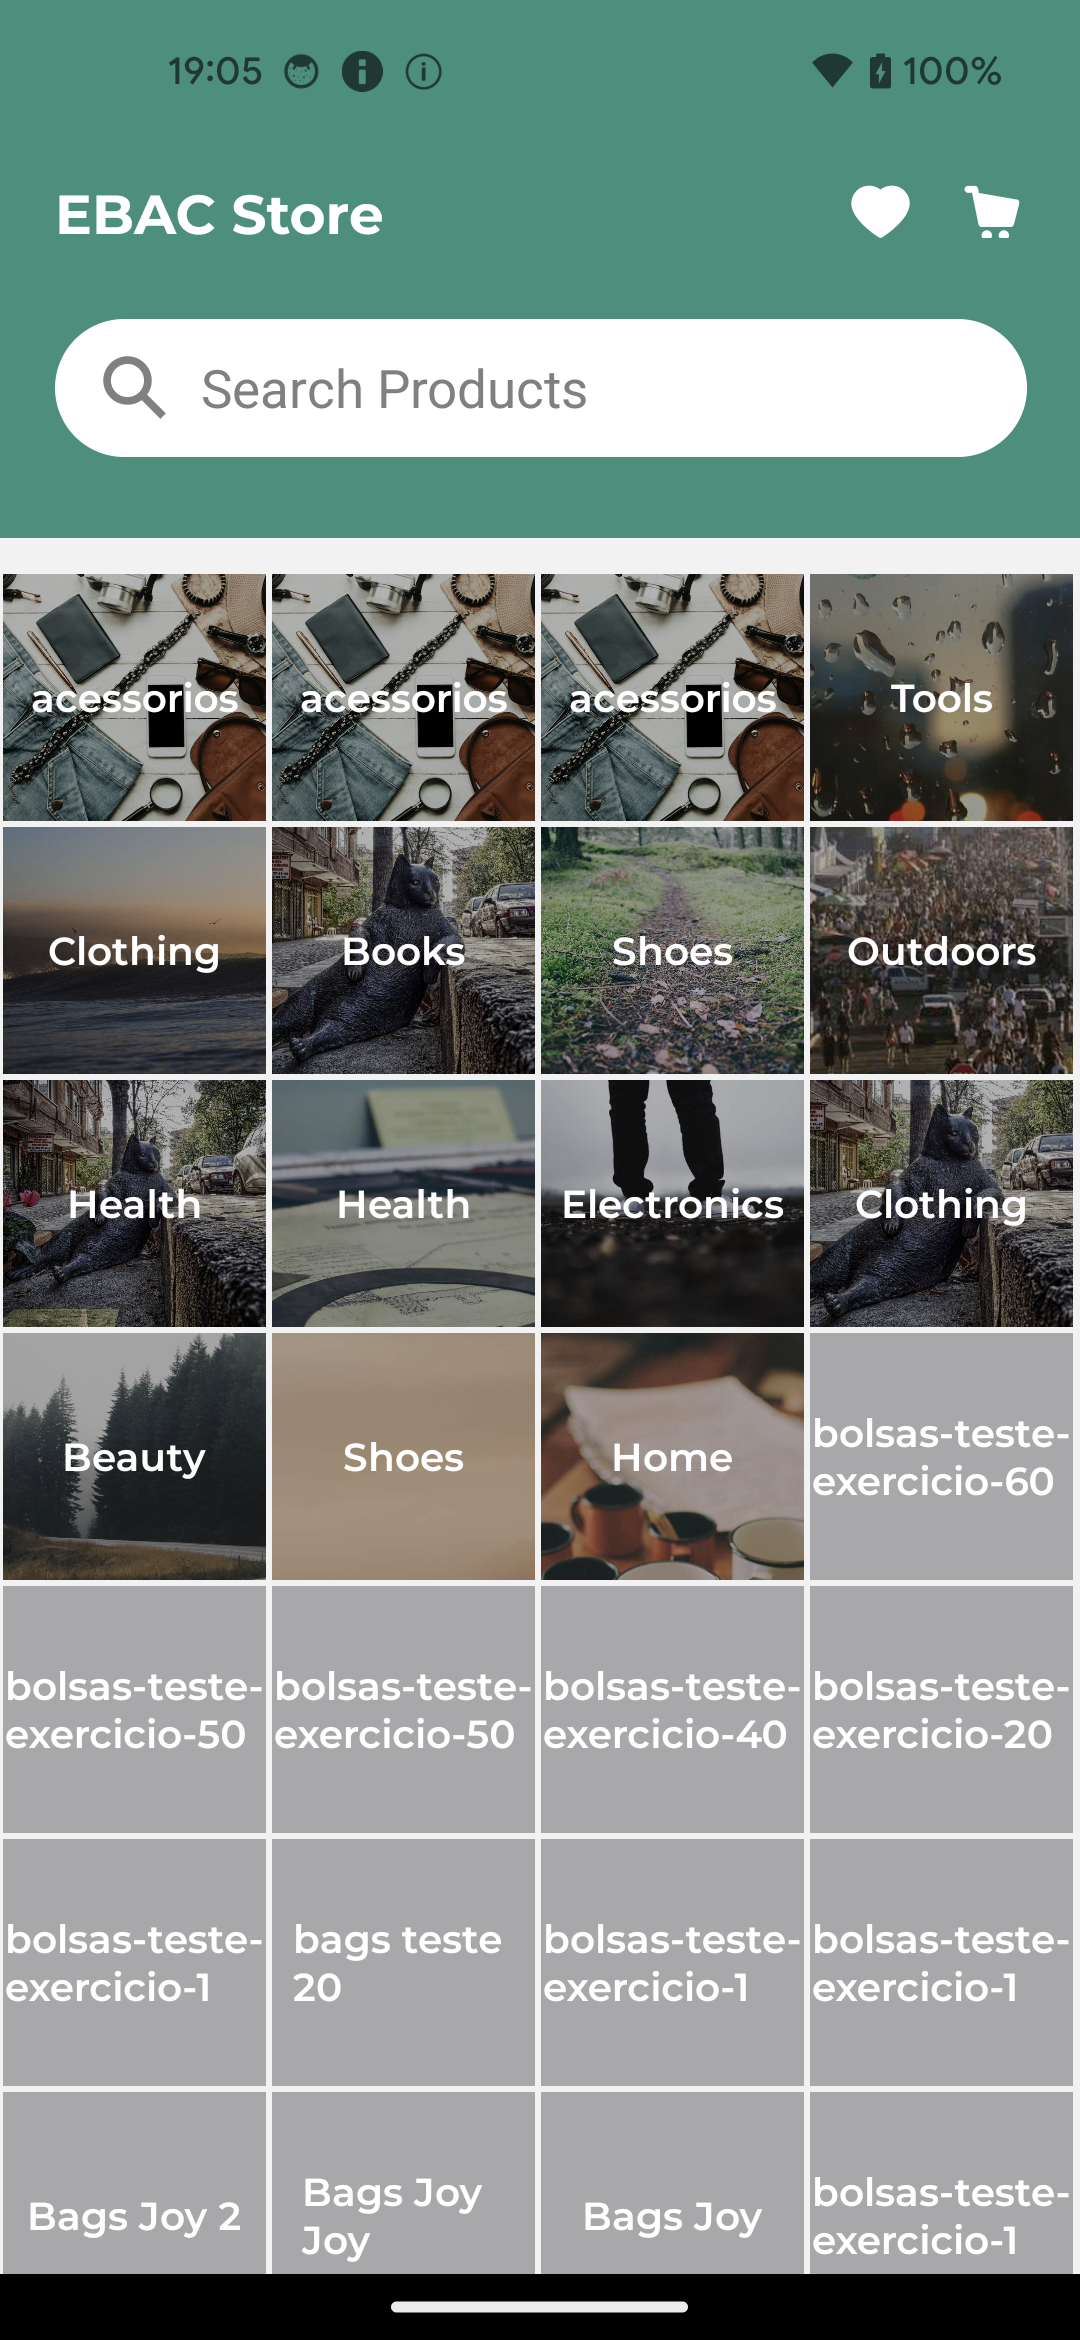 19:05
100%
EBAC Store
Search Products
acessorios
acessorios
acessorios
Tools
Clothing
Books
Shoes
Outdoors
Health
Health
Electronics
Clothing
Beauty
Shoes
Home
bolsas-teste-
exercicio-60
bolsas-teste-
exercicio-50
bolsas-teste-
exercicio-50
bolsas-teste-
exercicio-40
bolsas-teste-
exercicio-20
bolsas-teste-
exercicio-1
bags teste
20
bolsas-teste-
exercicio-1
bolsas-teste-
exercicio-1
Bags Joy 2
Bags Joy
Joy
Bags Joy
bolsas-teste-
exercicio-1